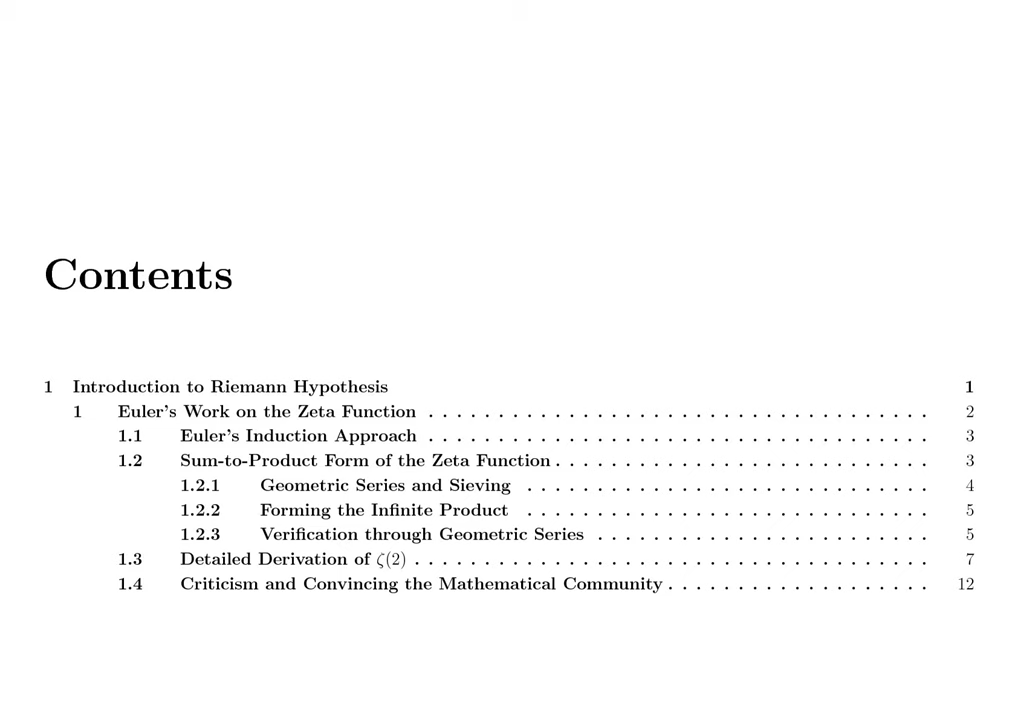 Contents
1 Introduction to Riemann Hypothesis 1
1 Euler's Work on the Zeta Function . . . . . . . . . . . . . . . . . . . . . . . . . . . . . . . . . . . . 2
1.1 Euler's Induction Approach . . . . . . . . . . . . . . . . . . . . . . . . . . . . . . . . . . . . 3
1.2 Sum-to-Product Form of the Zeta Function . . . . . . . . . . . . . . . . . . . . . . . . . . . 3
1.2.1 Geometric Series and Sieving . . . . . . . . . . . . . . . . . . . . . . . . . . . . . 4
1.2.2 Forming the Infinite Product . . . . . . . . . . . . . . . . . . . . . . . . . . . . . 5
1.2.3 Verification through Geometric Series . . . . . . . . . . . . . . . . . . . . . . . . 5
1.3 Detailed Derivation of ζ(2) . . . . . . . . . . . . . . . . . . . . . . . . . . . . . . . . . . . . . 7
1.4 Criticism and Convincing the Mathematical Community . . . . . . . . . . . . . . . . . . . 12